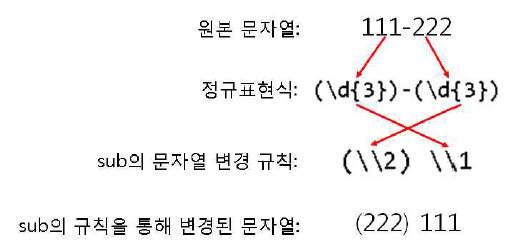 원본 문자열: 111-222
정규표현식: (\d{3})-(\d{3})
sub의 문자열 변경 규칙: (\\2) \\1
sub의 규칙을 통해 변경된 문자열: (222) 111